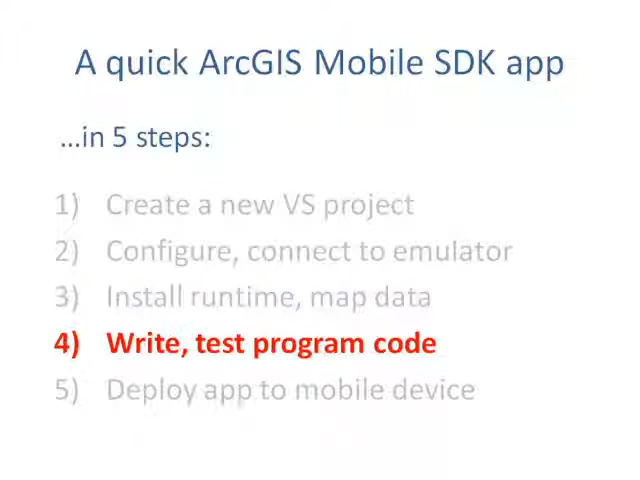 A quick ArcGIS Mobile SDK app
...in 5 steps:
1) Create a new VS project
2) Configure, connect to emulator
3) Install runtime, map data
4) Write, test program code
5) Deploy app to mobile device